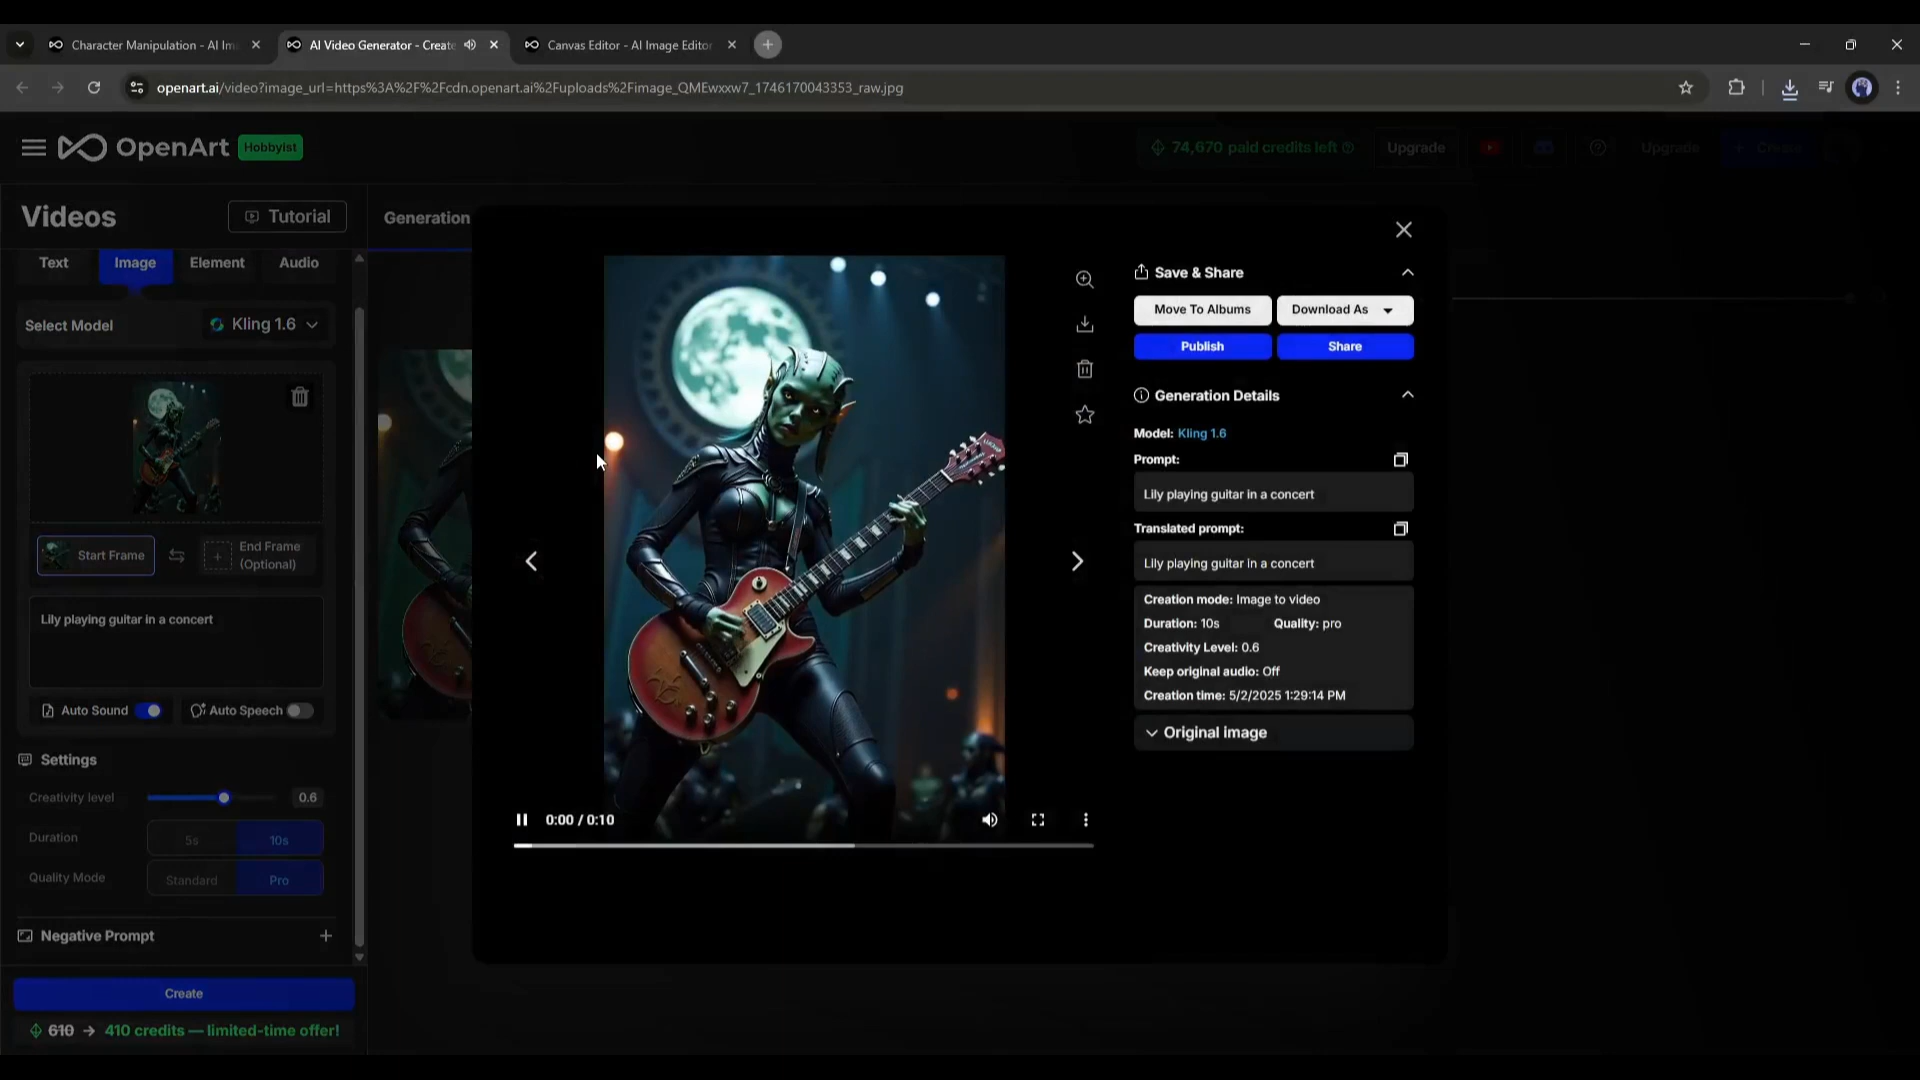 Character Manipulation - AI Im
AI Video Generator - Create
Canvas Editor - AI Image Editor
openart.ai/video?image_url=https%3A%2F%2Fcdn.openart.ai%2Fuploads%2Fimage_QMEwxxw7_1746170043353_raw.jpg
OpenArt
Hobbyist
74,670 paid credits left
Upgrade
Upgrade
+ Create
Videos
Tutorial
Generation
Text
Image
Element
Audio
Select Model
Kling 1.6
Start Frame
End Frame
(Optional)
Lily playing guitar in a concert
Auto Sound
Auto Speech
Settings
Creativity level
0.6
Duration
5s
10s
Quality Mode
Standard
Pro
Negative Prompt
Create
610 → 410 credits — limited-time offer!
0:00 / 0:10
Save & Share
Move To Albums
Download As
Publish
Share
Generation Details
Model: Kling 1.6
Prompt:
Lily playing guitar in a concert
Translated prompt:
Lily playing guitar in a concert
Creation mode: Image to video
Duration: 10s
Quality: pro
Creativity Level: 0.6
Keep original audio: Off
Creation time: 5/2/2025 1:29:14 PM
Original image